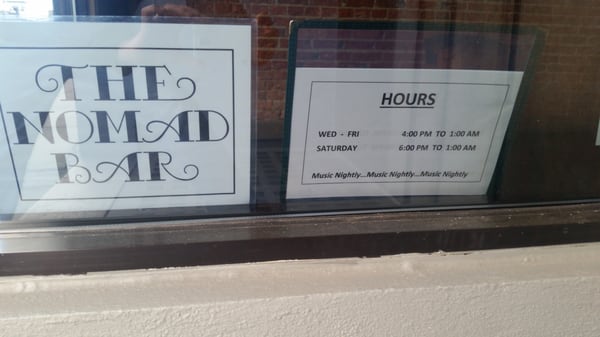 THE
NOMAD
BAR
HOURS
WED - FRI 4:00 PM TO 1:00 AM
SATURDAY 6:00 PM TO 1:00 AM
Music Nightly...Music Nightly...Music Nightly